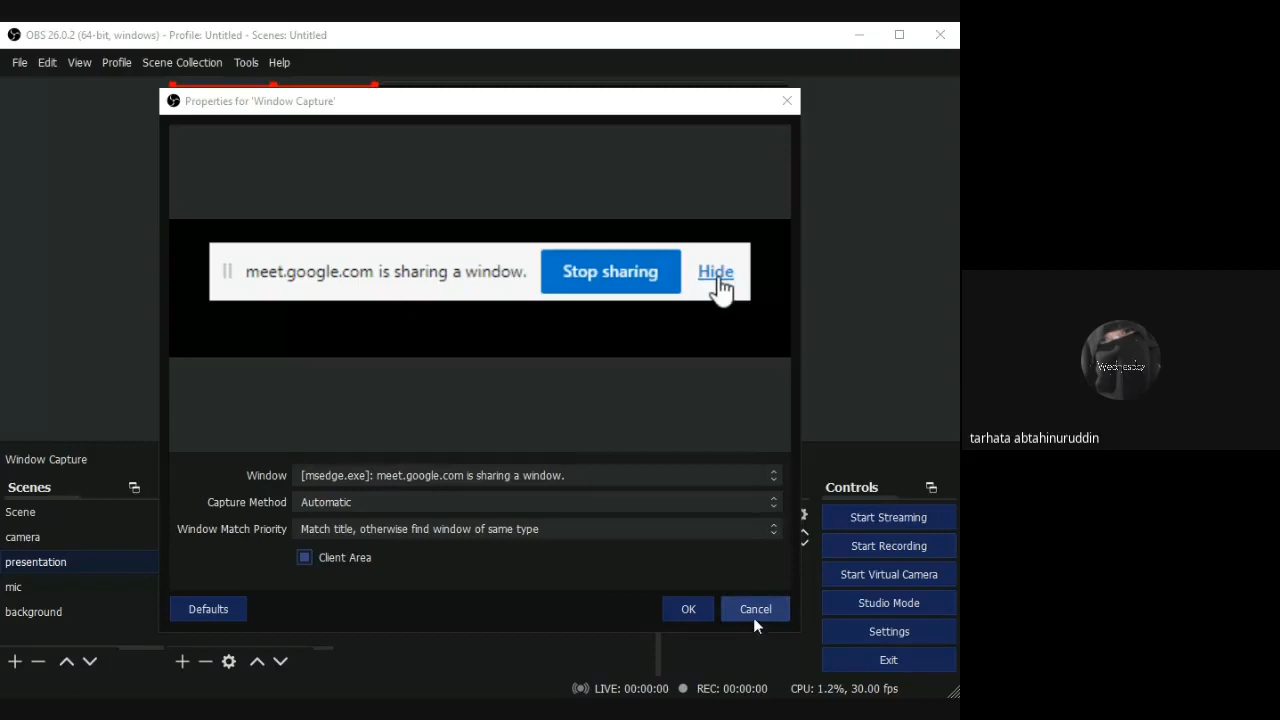 OBS 26.0.2 (64-bit, windows) - Profile: Untitled - Scenes: Untitled
File Edit View Profile Scene Collection Tools Help
Properties for 'Window Capture'
meet.google.com is sharing a window. Stop sharing Hide
Window [msedge.exe]: meet.google.com is sharing a window.
Capture Method Automatic
Window Match Priority Match title, otherwise find window of same type
Client Area
Defaults OK Cancel
Window Capture
Scenes
Scene
camera
presentation
mic
background
Controls
Start Streaming
Start Recording
Start Virtual Camera
Studio Mode
Settings
Exit
LIVE: 00:00:00 REC: 00:00:00 CPU: 1.2%, 30.00 fps
Wednesday
tarhata abtahinuruddin